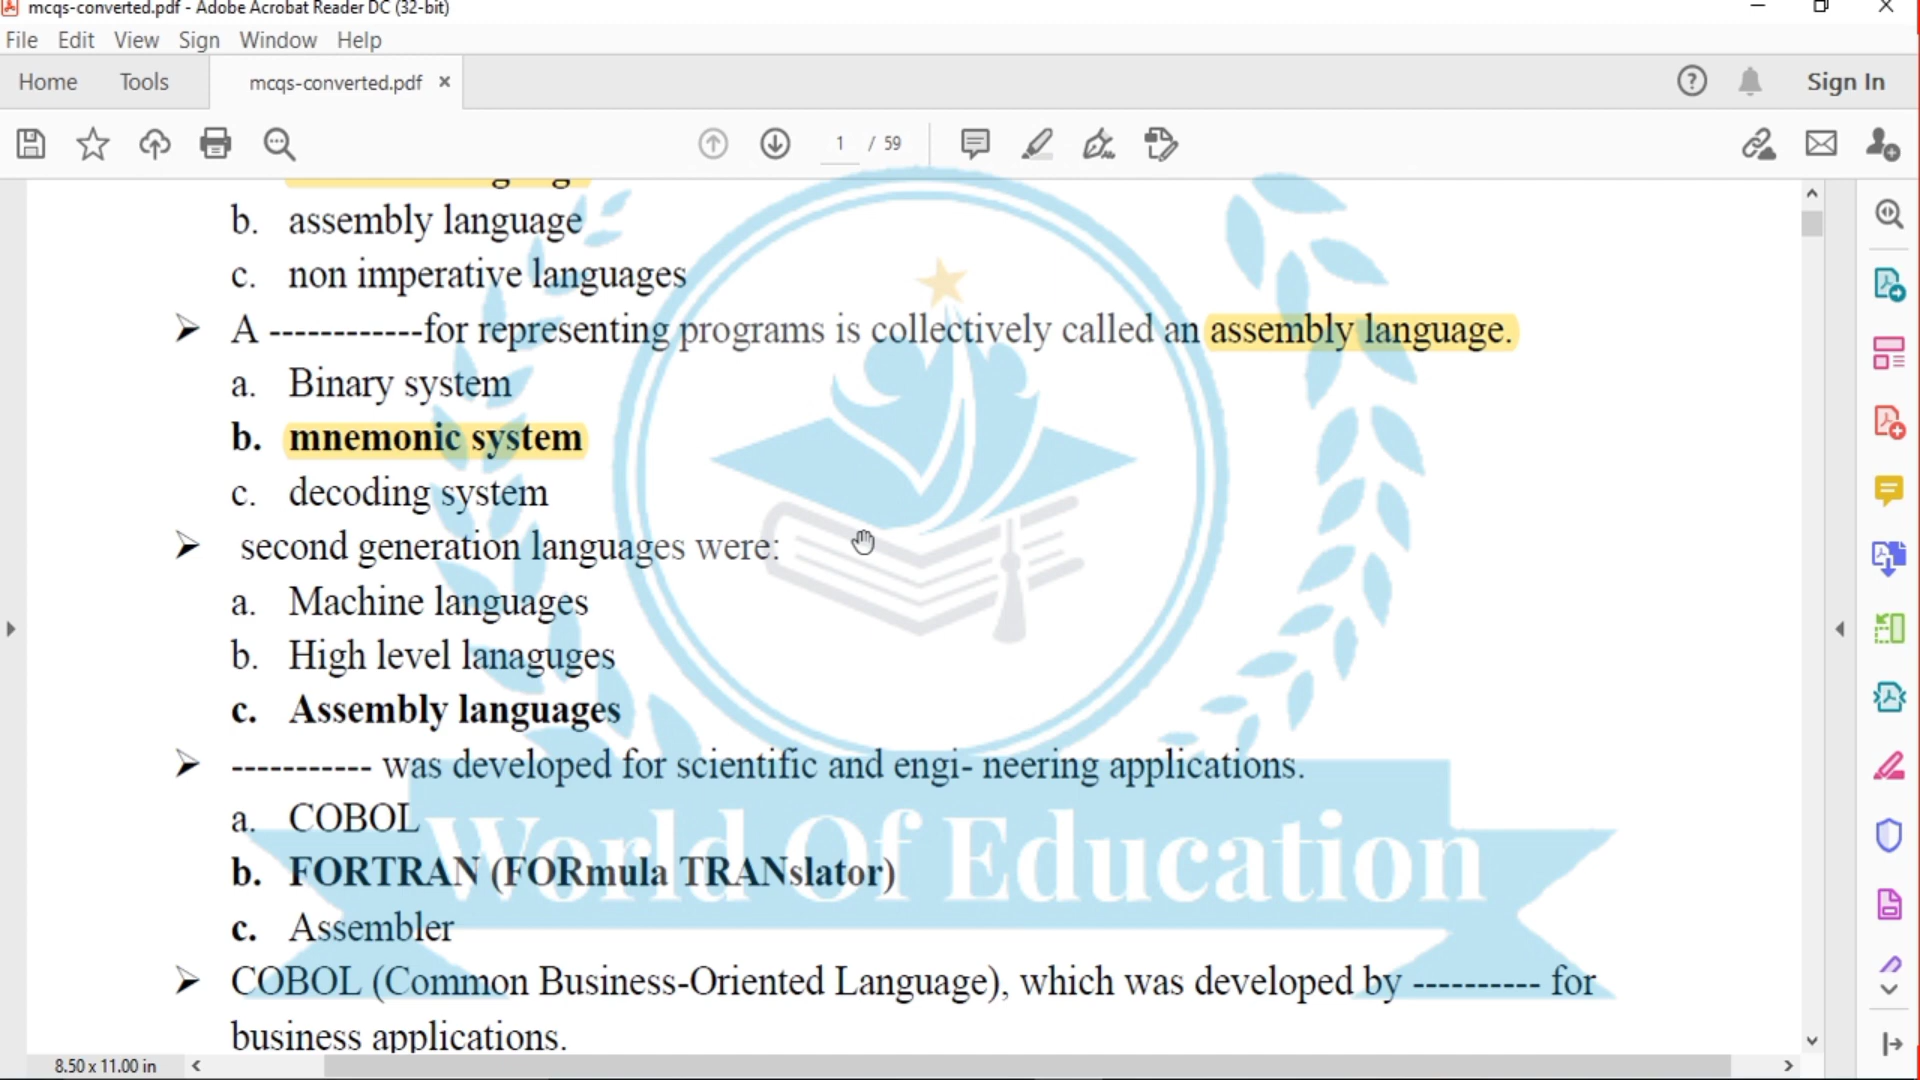 mcqs-converted.pdf - Adobe Acrobat Reader DC (32-bit)
File Edit View Sign Window Help
Home Tools mcqs-converted.pdf × Sign In
1 / 59
b. assembly language
c. non imperative languages
A ------------for representing programs is collectively called an assembly language.
a. Binary system
b. mnemonic system
c. decoding system
second generation languages were:
a. Machine languages
b. High level lanaguges
c. Assembly languages
----------- was developed for scientific and engi- neering applications.
a. COBOL
World Of Education
b. FORTRAN (FORmula TRANslator)
c. Assembler
COBOL (Common Business-Oriented Language), which was developed by ---------- for
business applications.
8.50 x 11.00 in